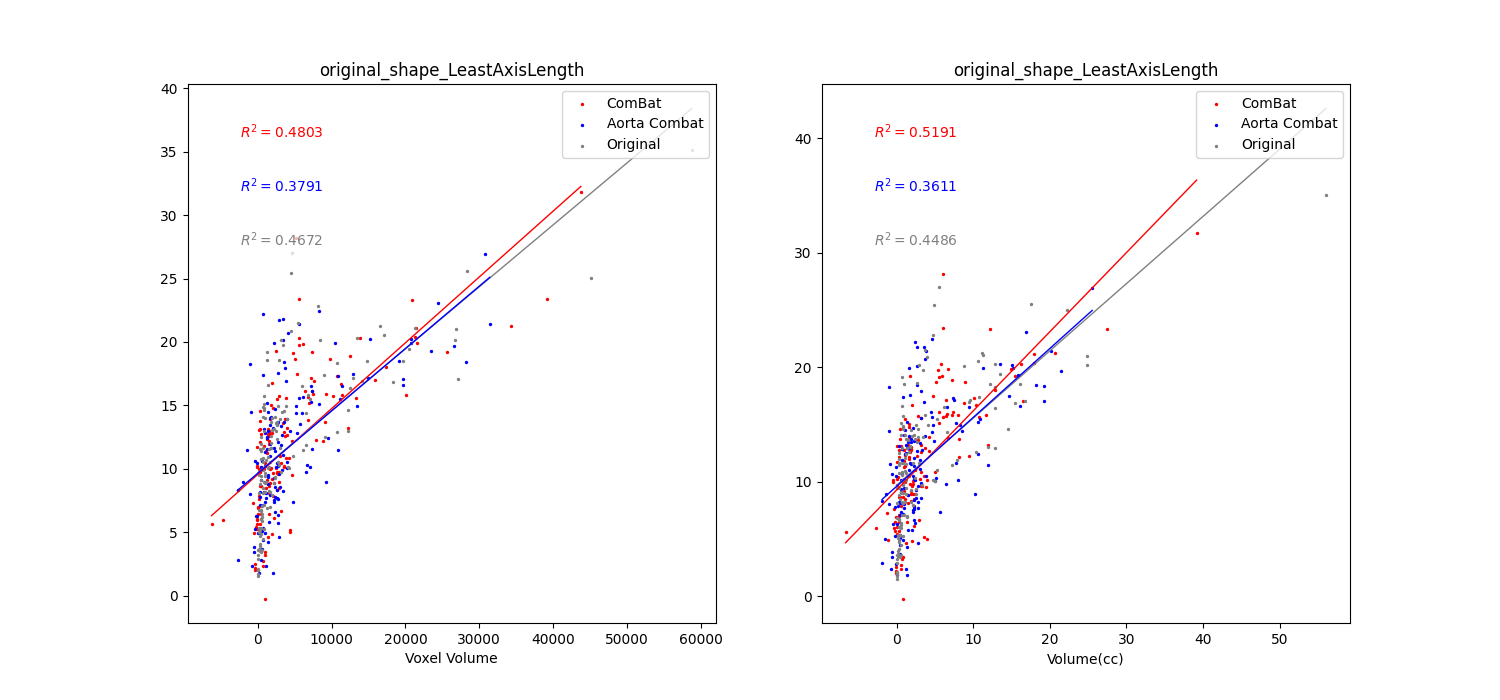 original_shape_LeastAxisLength
ComBat
Aorta Combat
Original
R² = 0.4803
R² = 0.3791
R² = 0.4672
40
35
30
25
20
15
10
5
0
0 10000 20000 30000 40000 50000 60000
Voxel Volume
original_shape_LeastAxisLength
ComBat
Aorta Combat
Original
R² = 0.5191
R² = 0.3611
R² = 0.4486
40
30
20
10
0
0 10 20 30 40 50
Volume(cc)